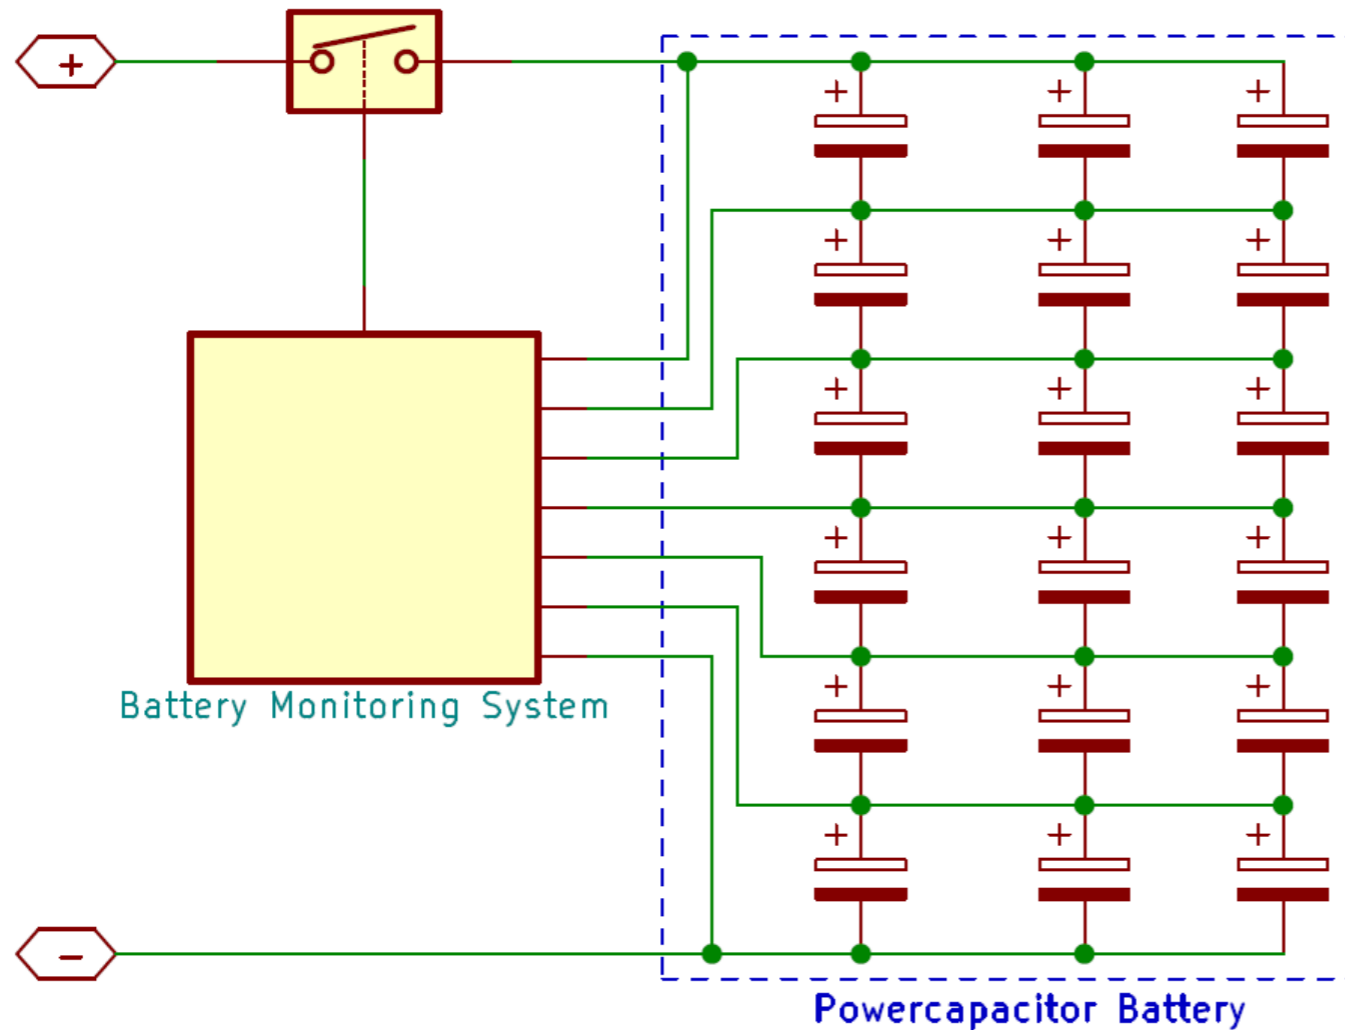 +
+ + +
+ + +
+ + +
+ + +
Battery Monitoring System
+ + +
+ + +
−
Powercapacitor Battery